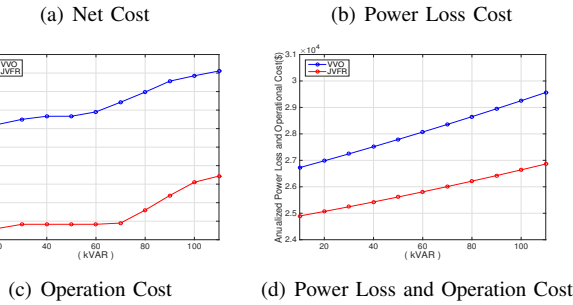 (a) Net Cost
(b) Power Loss Cost
VVO
JVFR
20
40
60
80
100
( kVAR )
(c) Operation Cost
×10⁴
3.1
3
2.9
2.8
2.7
2.6
2.5
2.4
Anualized Power Loss and Operational Cost($)
VVO
JVFR
20
40
60
80
100
( kVAR )
(d) Power Loss and Operation Cost